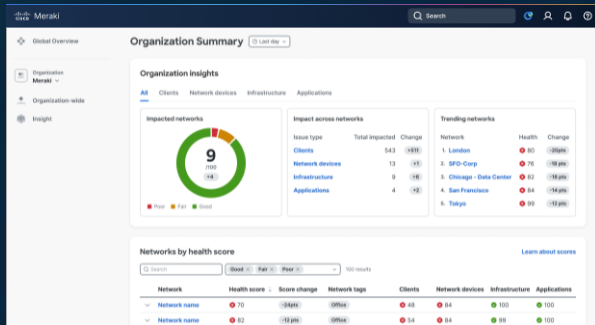 CISCO Meraki
Search
Global Overview
Organization
Meraki
Organization-wide
Insight
Organization Summary
Last day
Organization insights
All Clients Network devices Infrastructure Applications
Impacted networks
9
/100
+4
Poor Fair Good
Impact across networks
Issue type Total impacted Change
Clients 543 +511
Network devices 13 +1
Infrastructure 9 +6
Applications 4 +2
Trending networks
Network Health Change
1. London 80 -20pts
2. SFO-Corp 76 -18 pts
3. Chicago - Data Center 82 -18 pts
4. San Francisco 84 -14 pts
5. Tokyo 99 -13 pts
Networks by health score
Learn about scores
Search
Good × Fair × Poor ×
100 results
Network Health score ↓ Score change Network tags Clients Network devices Infrastructure Applications
Network name 70 -24pts Office 48 84 100 100
Network name 82 -12 pts Office 54 84 99 100